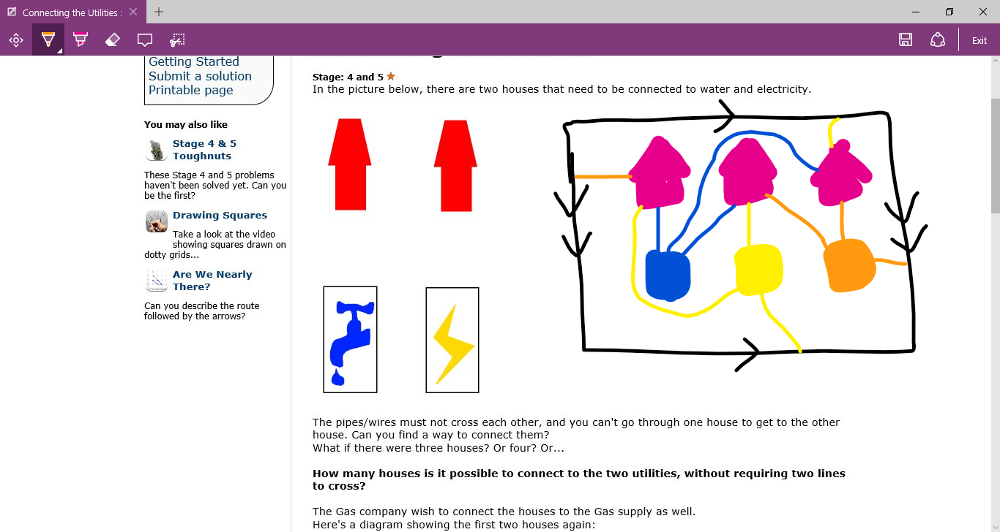 Connecting the Utilities :
Exit
Getting Started
Submit a solution
Printable page
You may also like
Stage 4 & 5
Toughnuts
These Stage 4 and 5 problems
haven't been solved yet. Can you
be the first?
Drawing Squares
Take a look at the video
showing squares drawn on
dotty grids...
Are We Nearly
There?
Can you describe the route
followed by the arrows?
Stage: 4 and 5
In the picture below, there are two houses that need to be connected to water and electricity.
The pipes/wires must not cross each other, and you can't go through one house to get to the other
house. Can you find a way to connect them?
What if there were three houses? Or four? Or...
How many houses is it possible to connect to the two utilities, without requiring two lines
to cross?
The Gas company wish to connect the houses to the Gas supply as well.
Here's a diagram showing the first two houses again: